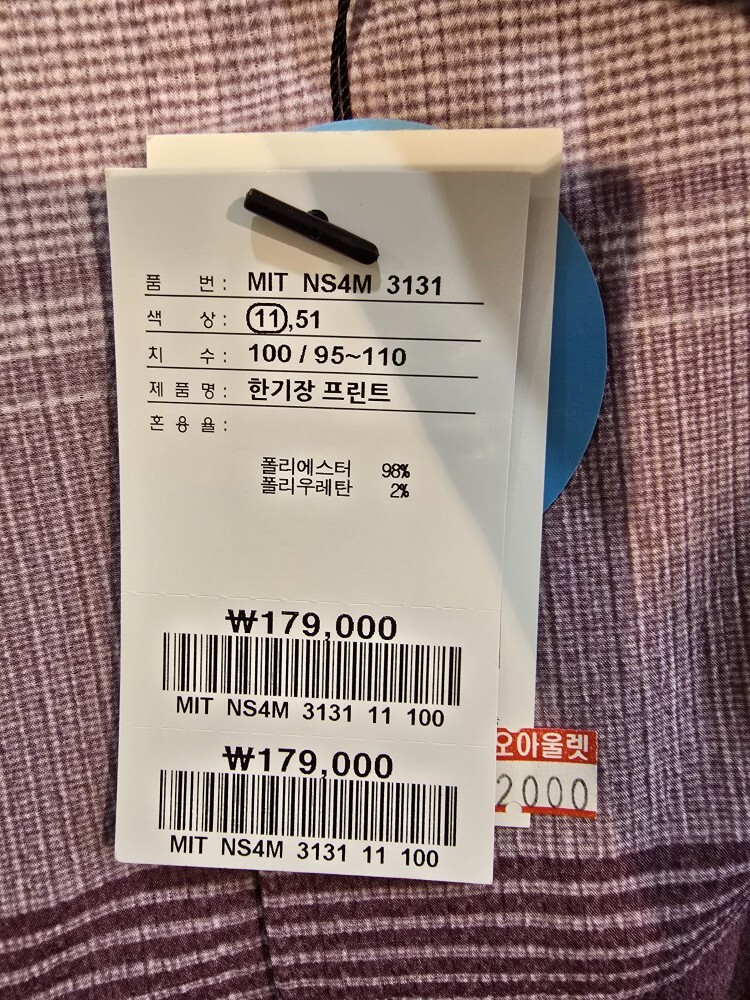 품 번 : MIT NS4M 3131
색 상 : 11,51
치 수 : 100 / 95~110
제 품 명 : 한기장 프린트
혼 용 율 :
폴리에스터 98%
폴리우레탄 2%
₩179,000
MIT NS4M 3131 11 100
오아울렛
2000
₩179,000
MIT NS4M 3131 11 100